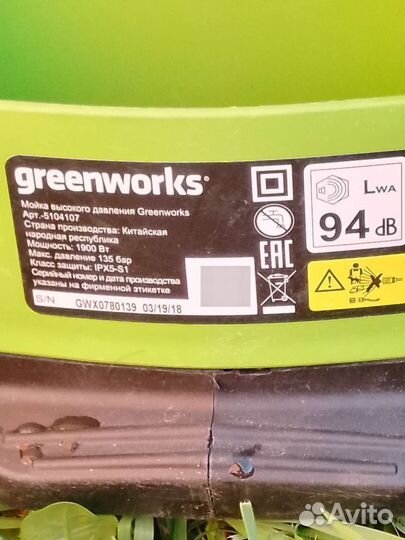 greenworks®
Мойка высокого давления Greenworks
Арт.-5104107
Страна производства: Китайская
народная республика
Мощность: 1900 Вт
Макс. давление 135 бар
Класс защиты: IPX5-S1
Серийный номер и дата производства
указаны на фирменной этикетке
S/N GWX0780139 03/19/18
EAC
LWA
94 dB
Avito